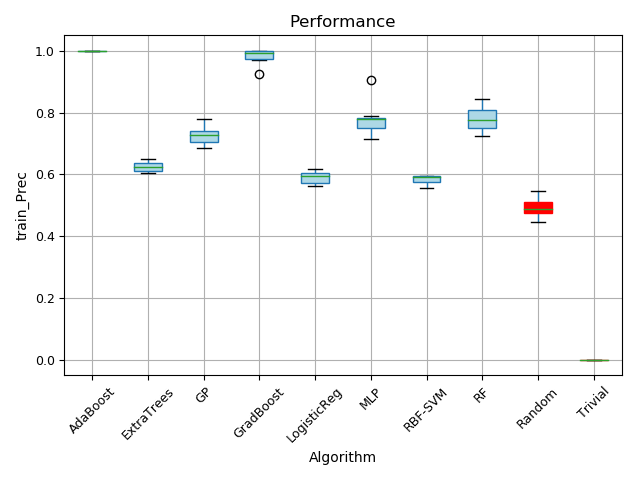 Performance
train_Prec
1.0
0.8
0.6
0.4
0.2
0.0
AdaBoost
ExtraTrees
GP
GradBoost
LogisticReg
MLP
RBF-SVM
RF
Random
Trivial
Algorithm